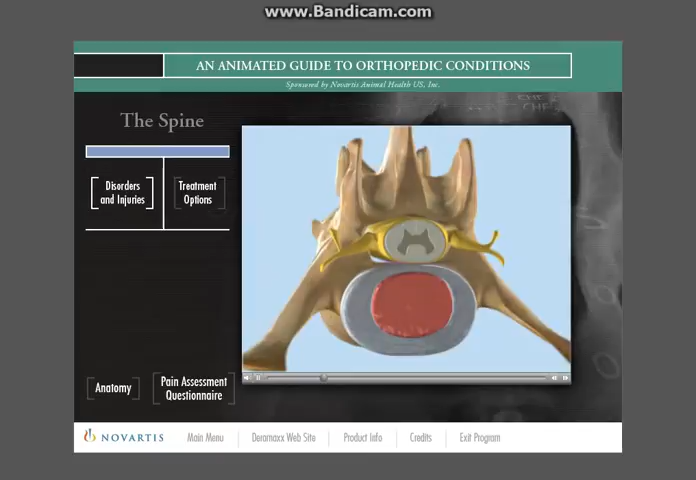 www.Bandicam.com
AN ANIMATED GUIDE TO ORTHOPEDIC CONDITIONS
Sponsored by Novartis Animal Health US, Inc.
The Spine
Disorders
and Injuries
Treatment
Options
Anatomy
Pain Assessment
Questionnaire
NOVARTIS
Main Menu
Deramaxx Web Site
Product Info
Credits
Exit Program